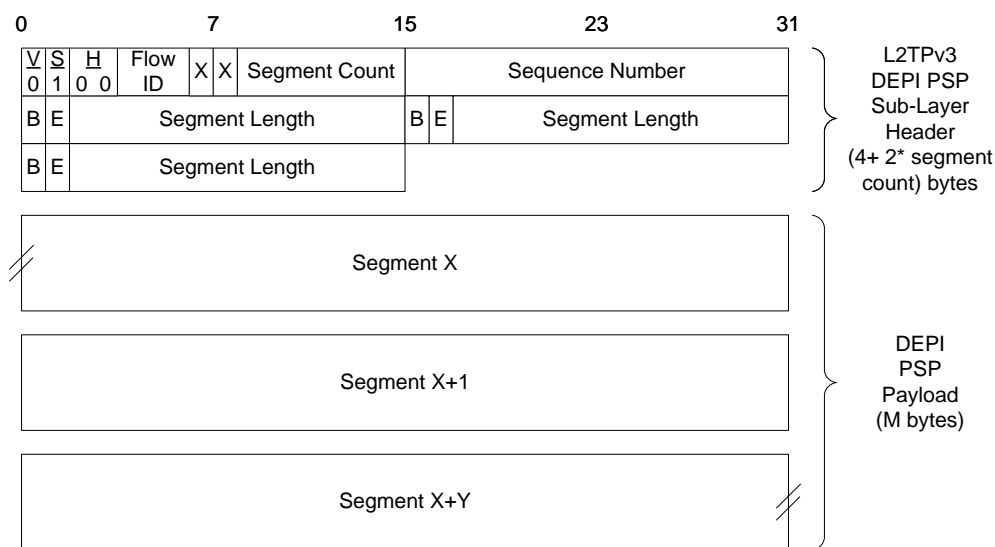 0 7 15 23 31
V S H Flow ID X X Segment Count Sequence Number
0 1 0 0
B E Segment Length B E Segment Length
B E Segment Length
L2TPv3
DEPI PSP
Sub-Layer
Header
(4+ 2* segment
count) bytes
Segment X
Segment X+1
Segment X+Y
DEPI
PSP
Payload
(M bytes)